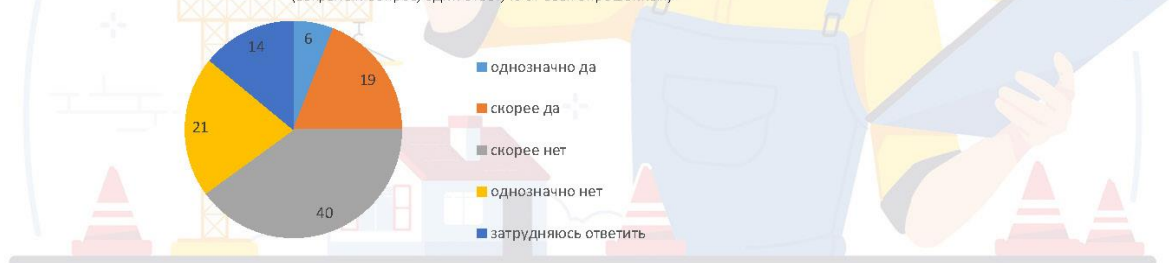 14
6
19
21
40
однозначно да
скорее да
скорее нет
однозначно нет
затрудняюсь ответить